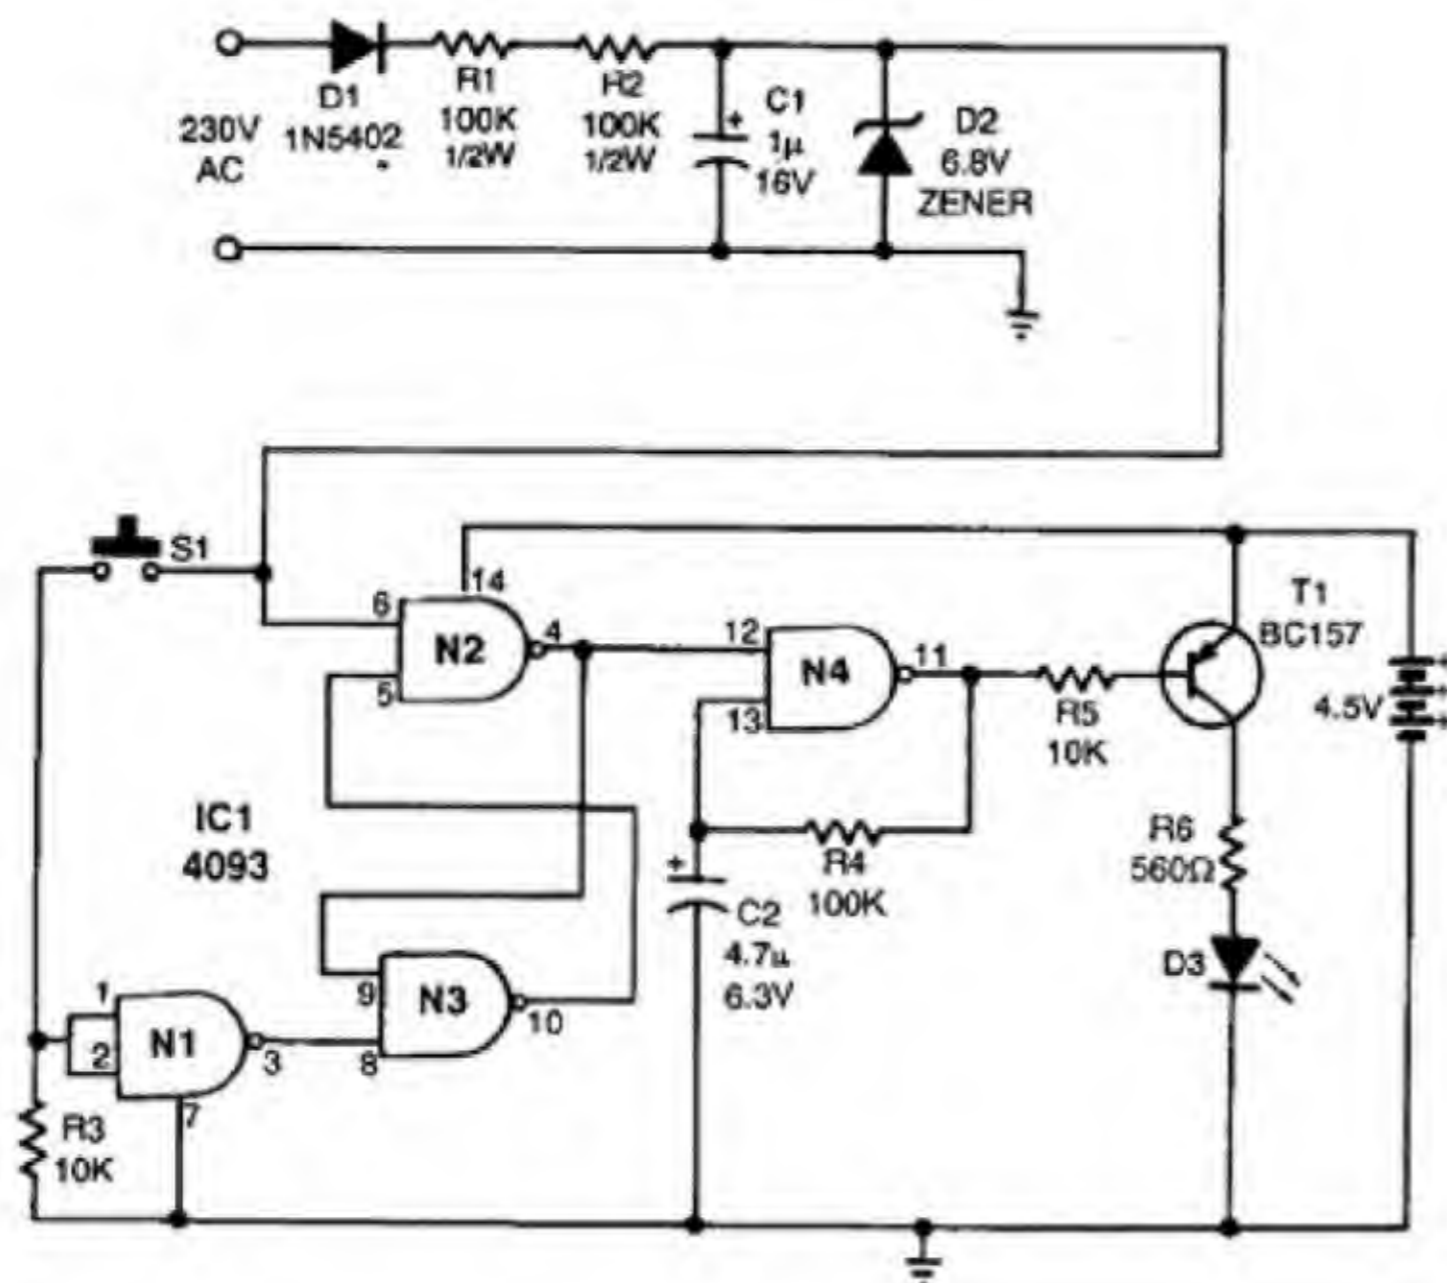 230V
AC
D1
1N5402
R1
100K
1/2W
R2
100K
1/2W
C1
+
1µ
16V
D2
6.8V
ZENER
S1
14
6
N2
4
5
12
N4
11
13
R5
10K
T1
BC157
4.5V
+
+
+
IC1
4093
R4
100K
+
C2
4.7µ
6.3V
R6
560Ω
D3
9
N3
10
8
1
N1
2
3
7
R3
10K